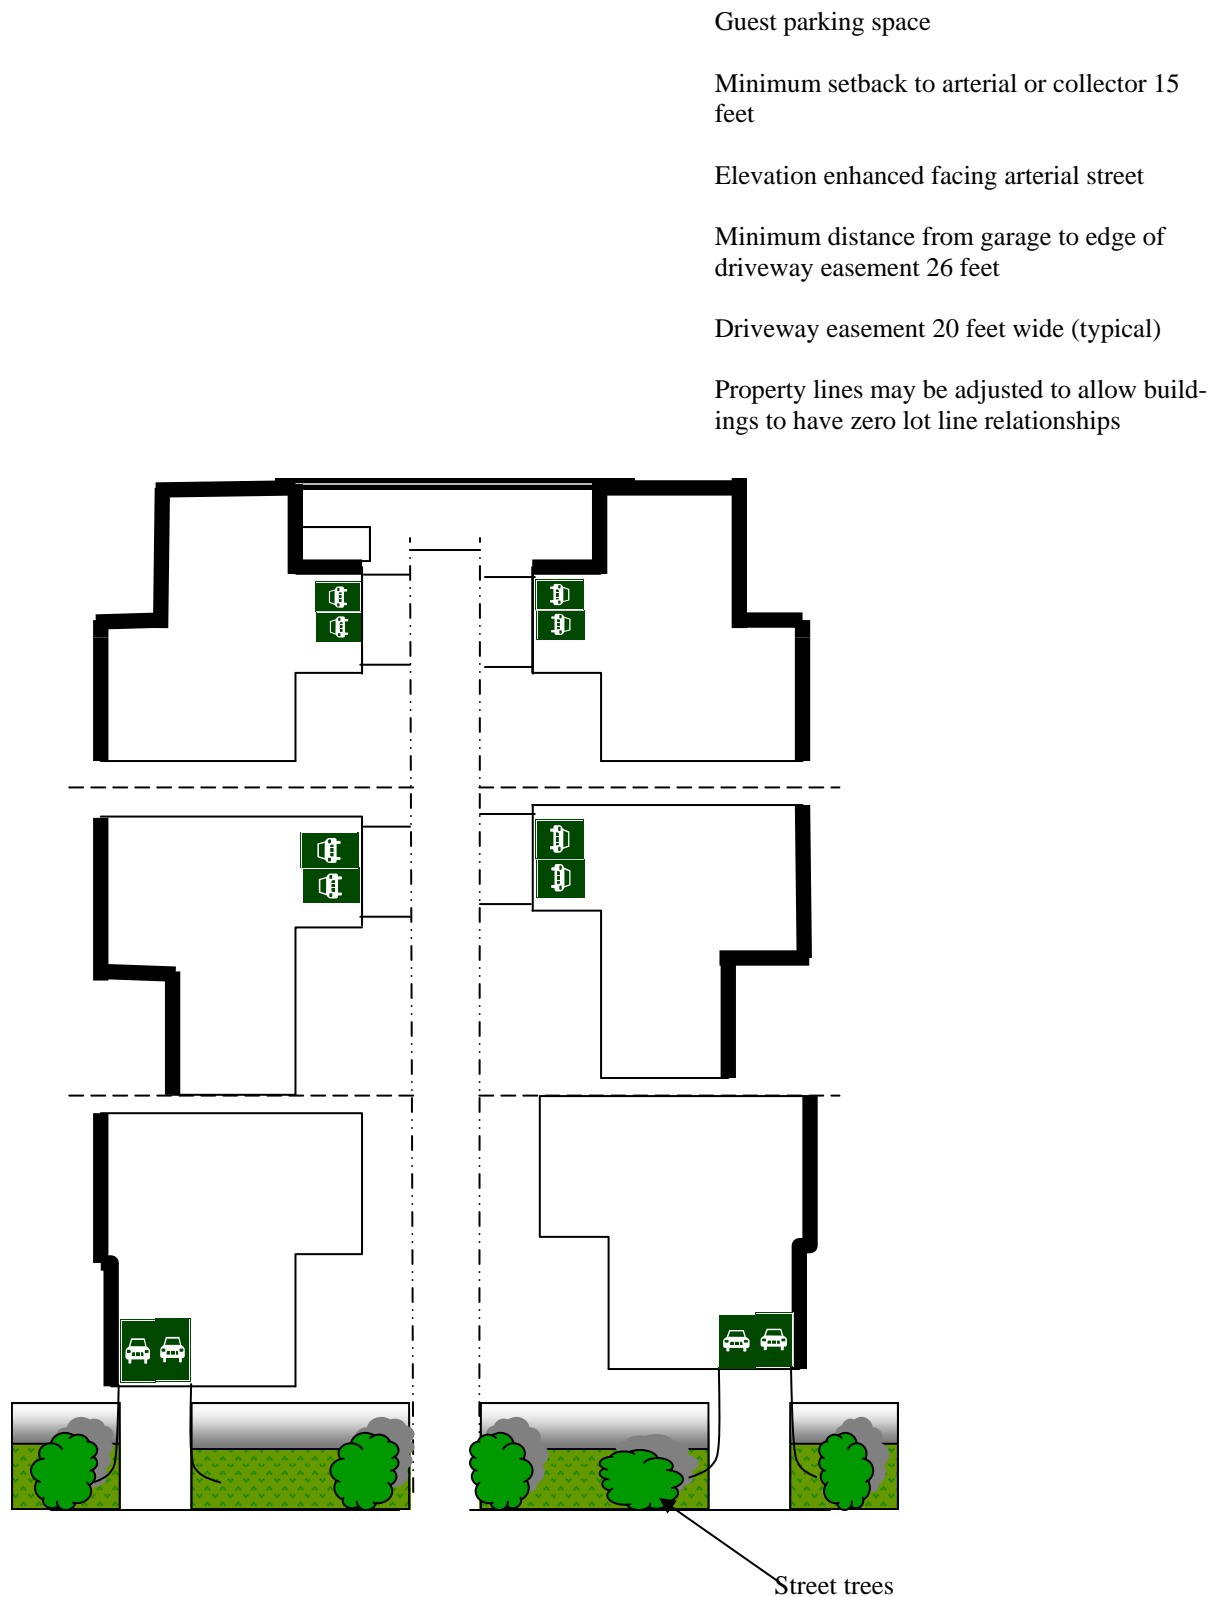 Guest parking space
Minimum setback to arterial or collector 15
feet
Elevation enhanced facing arterial street
Minimum distance from garage to edge of
driveway easement 26 feet
Driveway easement 20 feet wide (typical)
Property lines may be adjusted to allow build-
ings to have zero lot line relationships
Street trees